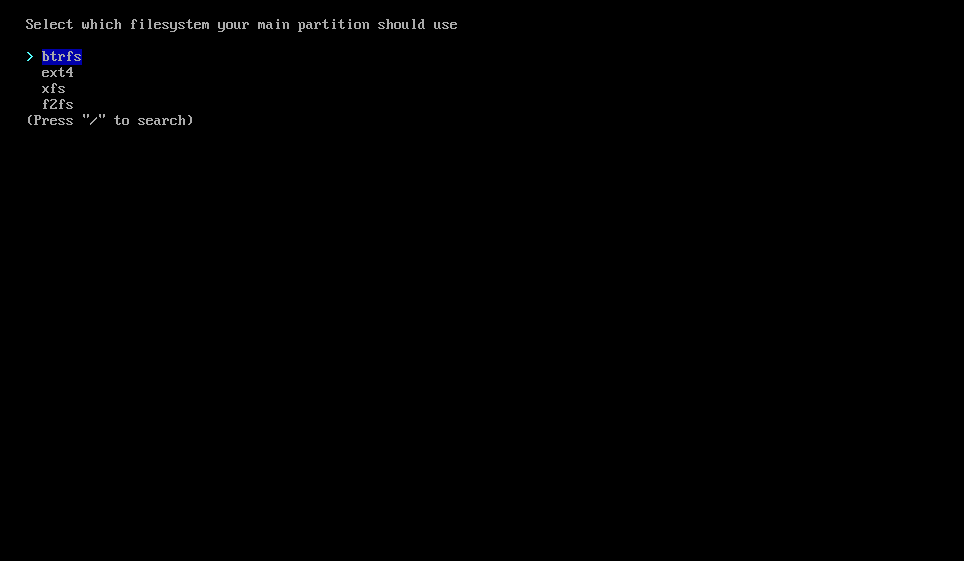 Select which filesystem your main partition should use
> btrfs
ext4
xfs
f2fs
(Press "/" to search)